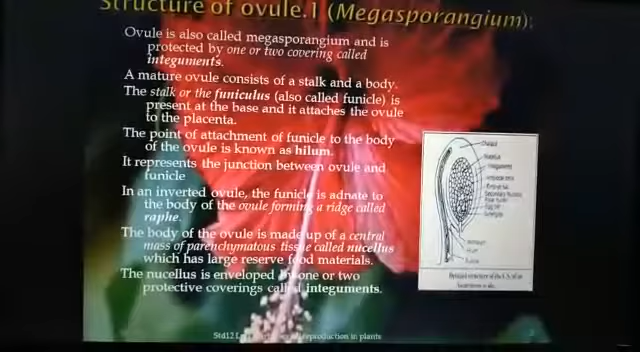 Structure of ovule.1 (Megasporangium):
Ovule is also called megasporangium and is
protected by one or two covering called
integuments.
A mature ovule consists of a stalk and a body.
The stalk or the funiculus (also called funicle) is
present at the base and it attaches the ovule
to the placenta.
The point of attachment of funicle to the body
of the ovule is known as hilum.
It represents the junction between ovule and
funicle
In an inverted ovule, the funicle is adnate to
the body of the ovule forming a ridge called
raphe.
The body of the ovule is made up of a central
mass of parenchymatous tissue called nucellus
which has large reserve food materials.
The nucellus is enveloped by one or two
protective coverings called integuments.
Chalaza
Std12 reproduction in plants